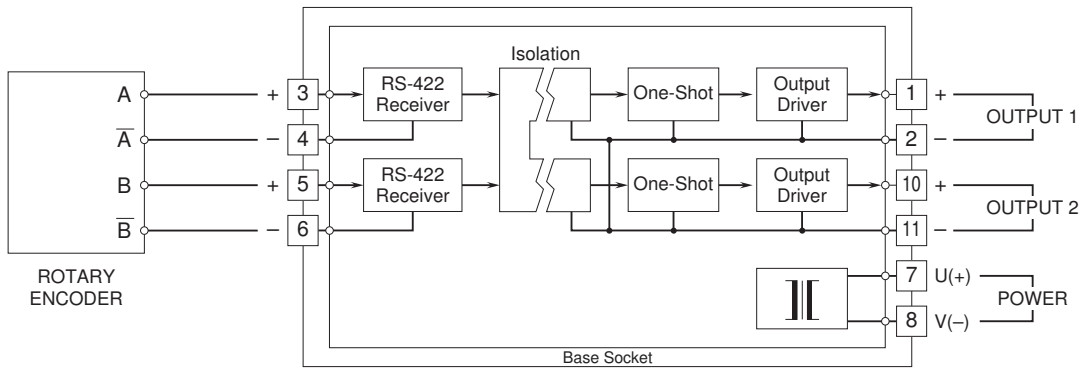 Isolation
A + 3 RS-422 Receiver One-Shot Output Driver 1 +
OUTPUT 1
A̅ – 4 2 –
B + 5 RS-422 Receiver One-Shot Output Driver 10 +
OUTPUT 2
B̅ – 6 11 –
ROTARY
ENCODER
7 U(+)
POWER
8 V(–)
Base Socket